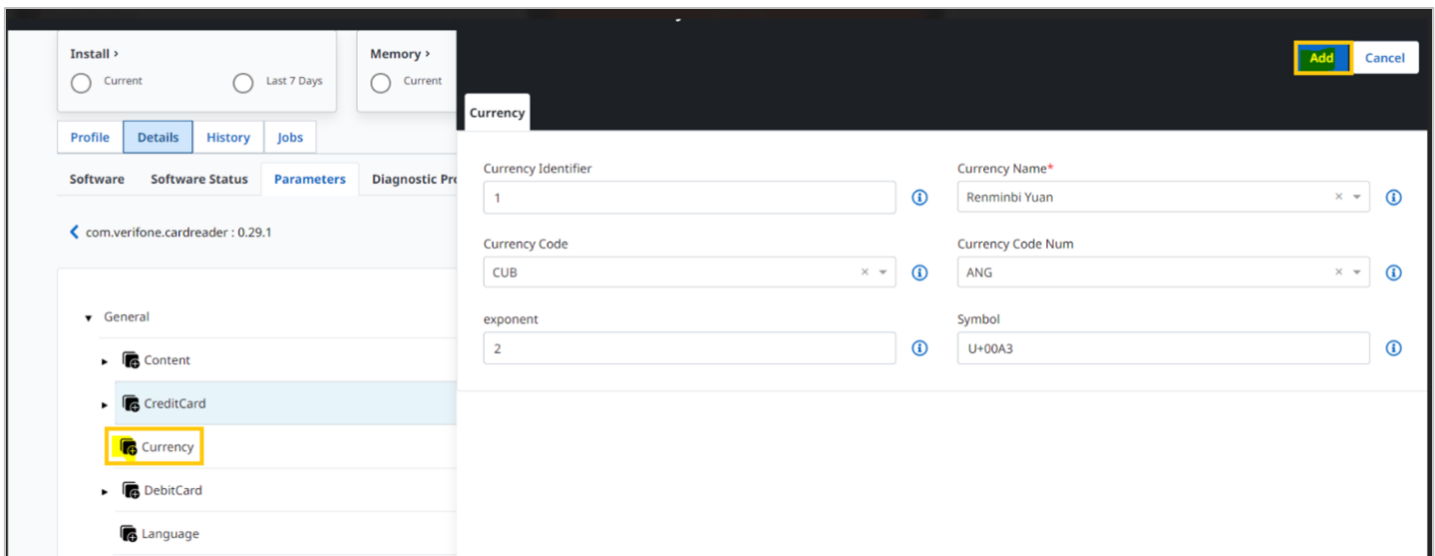 Install ›
Current
Last 7 Days
Memory ›
Current
Add
Cancel
Profile
Details
History
Jobs
Software
Software Status
Parameters
Diagnostic Pr
com.verifone.cardreader : 0.29.1
General
Content
CreditCard
Currency
DebitCard
Language
Currency
Currency Identifier
1
Currency Name*
Renminbi Yuan
Currency Code
CUB
Currency Code Num
ANG
exponent
2
Symbol
U+00A3